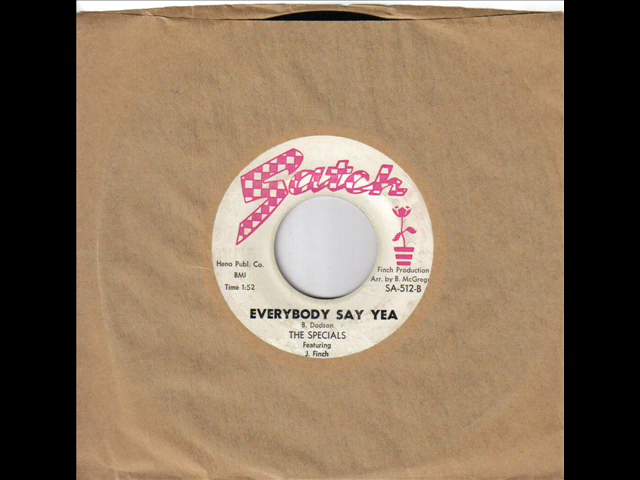 Satch
Heno Publ. Co.
BMI
Time 1:52
Finch Production
Arr. by B. McGreg
SA-512-B
EVERYBODY SAY YEA
B. Dodson
THE SPECIALS
Featuring
J. Finch